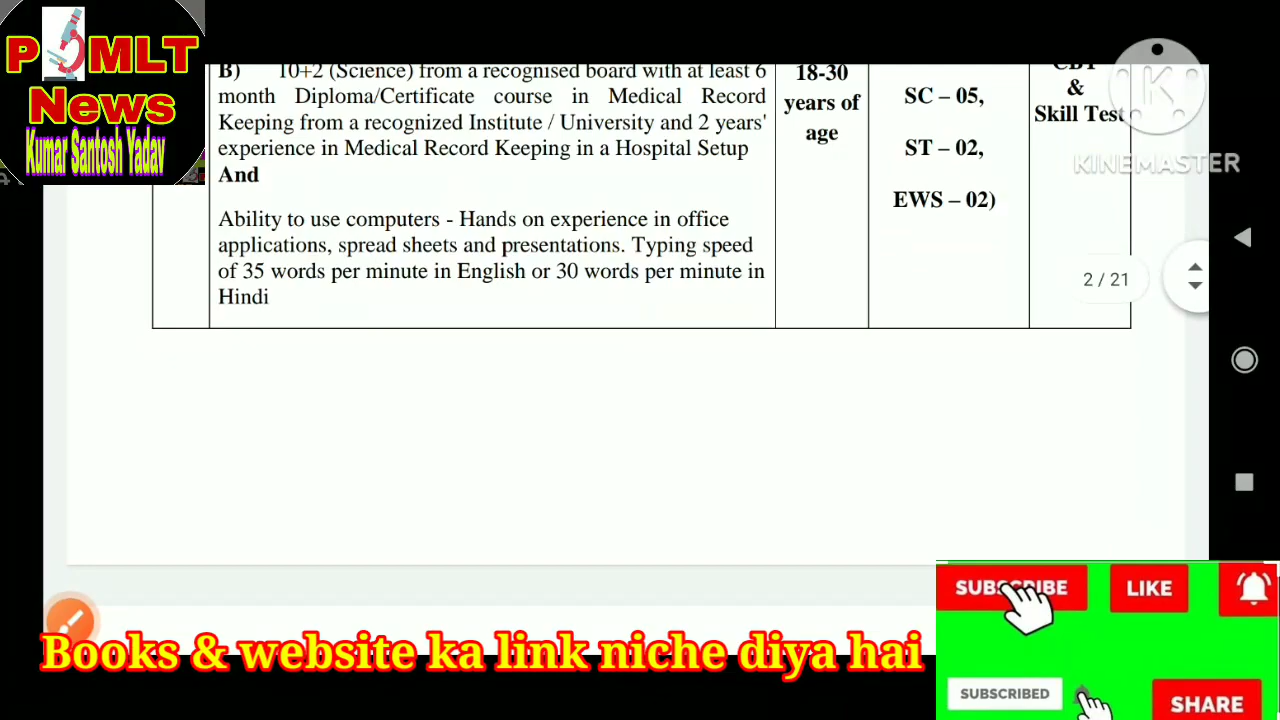 P MLT
News
Kumar Santosh Yadav
B) 10+2 (Science) from a recognised board with at least 6
month Diploma/Certificate course in Medical Record
Keeping from a recognized Institute / University and 2 years'
experience in Medical Record Keeping in a Hospital Setup
And
Ability to use computers - Hands on experience in office
applications, spread sheets and presentations. Typing speed
of 35 words per minute in English or 30 words per minute in
Hindi
18-30
years of
age
SC – 05,
ST – 02,
EWS – 02)
CBT
&
Skill Test
K
KINEMASTER
2 / 21
Books & website ka link niche diya hai
SUBSCRIBE
LIKE
SUBSCRIBED
SHARE